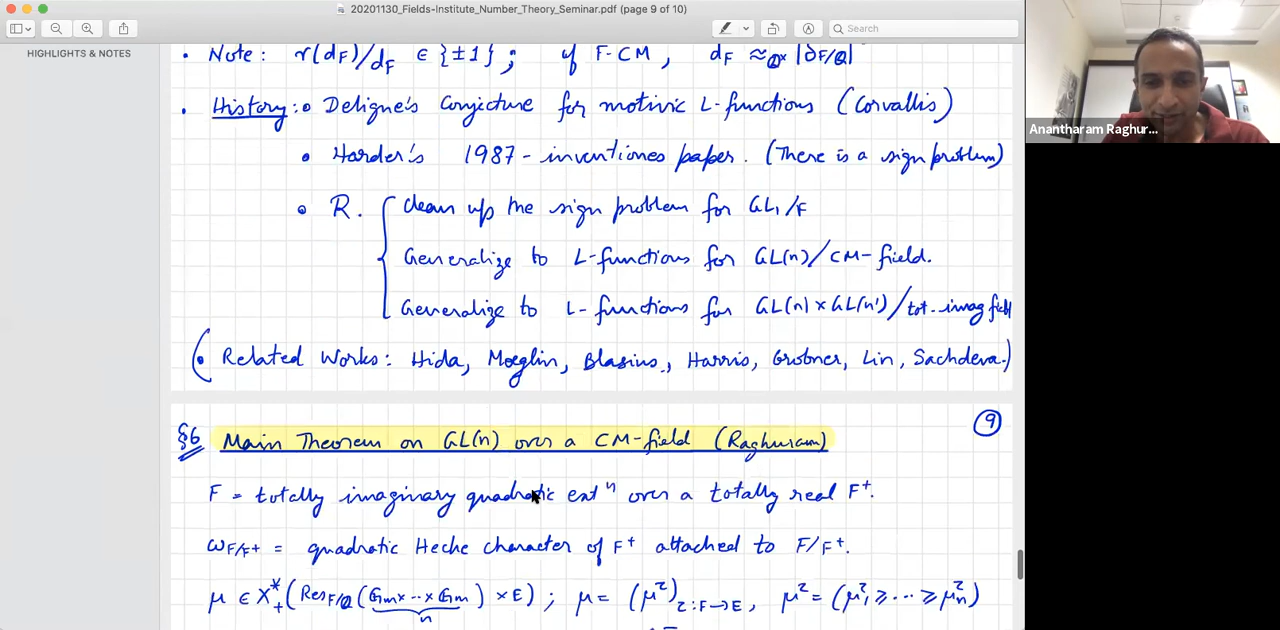 20201130_Fields-Institute_Number_Theory_Seminar.pdf (page 9 of 10)
Search
HIGHLIGHTS & NOTES
Anantharam Raghur...
• Note: τ(d_F)/d_F ∈ {±1}; if F-CM, d_F ≈_{Q^×} |δ_{F/Q}|
• History: • Deligne's Conjecture for motivic L-functions (Corvallis)
• Harder's 1987 - inventiones paper. (There is a sign problem)
• R. { Clean up the sign problem for GL_1/F
Generalize to L-functions for GL(n)/CM-field.
Generalize to L-functions for GL(n) × GL(n')/tot. imag field
(• Related Works: Hida, Moeglin, Blasius, Harris, Grobner, Lin, Sachdeva.)
9
§6 Main Theorem on GL(n) over a CM-field (Raghuram)
F = totally imaginary quadratic ext^n over a totally real F^+.
ω_{F/F^+} = quadratic Hecke character of F^+ attached to F/F^+.
μ ∈ X^*_+(Res_{F/Q}(G_m × ·· × G_m) × E); μ = (μ^τ)_{τ:F→E}, μ^τ = (μ^τ_1 ≥ ··· ≥ μ^τ_n)
n